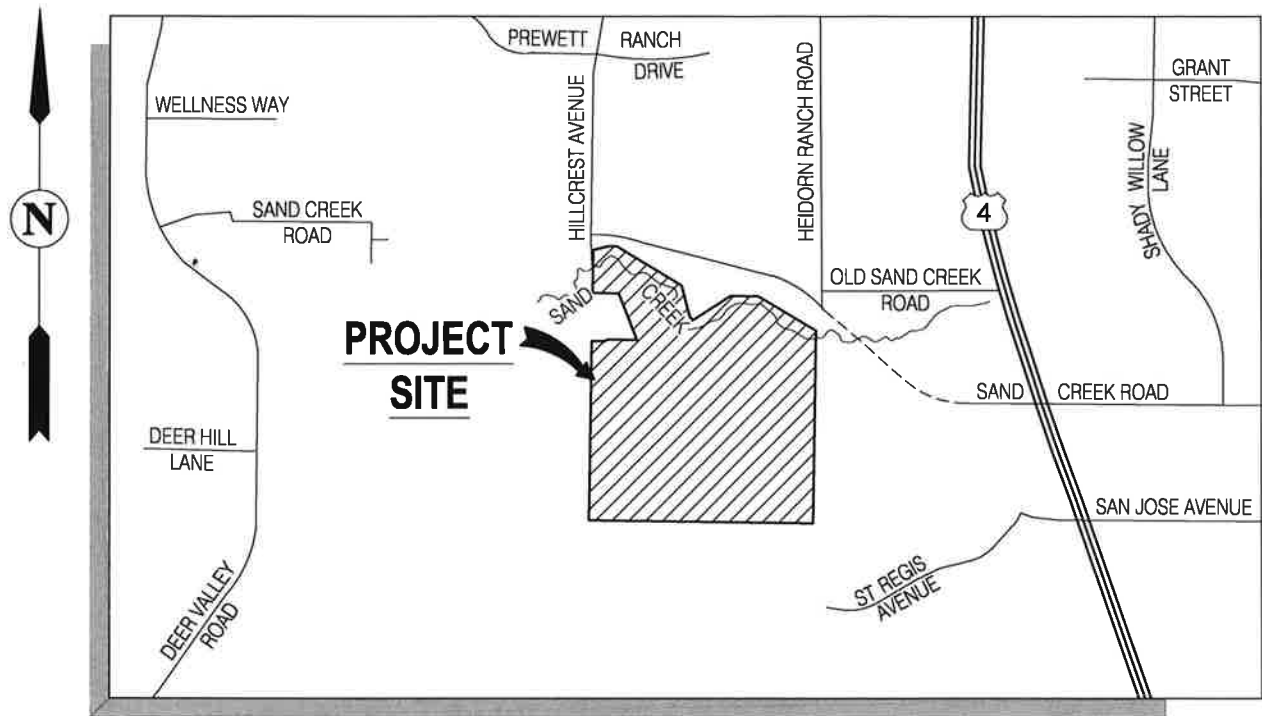 PREWETT RANCH
DRIVE
GRANT
STREET
WELLNESS WAY
HILLCREST AVENUE
HEIDORN RANCH ROAD
SHADY WILLOW
LANE
N
SAND CREEK
ROAD
4
OLD SAND CREEK
ROAD
SAND CREEK
PROJECT
SITE
SAND CREEK ROAD
DEER HILL
LANE
SAN JOSE AVENUE
ST REGIS
AVENUE
DEER VALLEY
ROAD